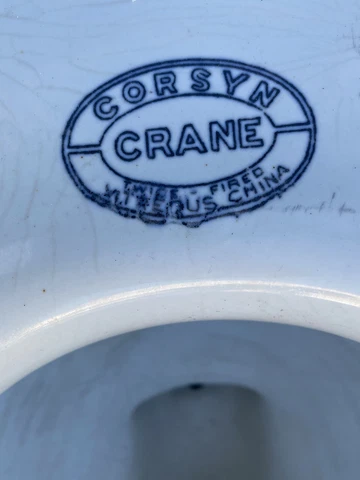 CORSYN
CRANE
TWICE - FIRED
VITREOUS CHINA